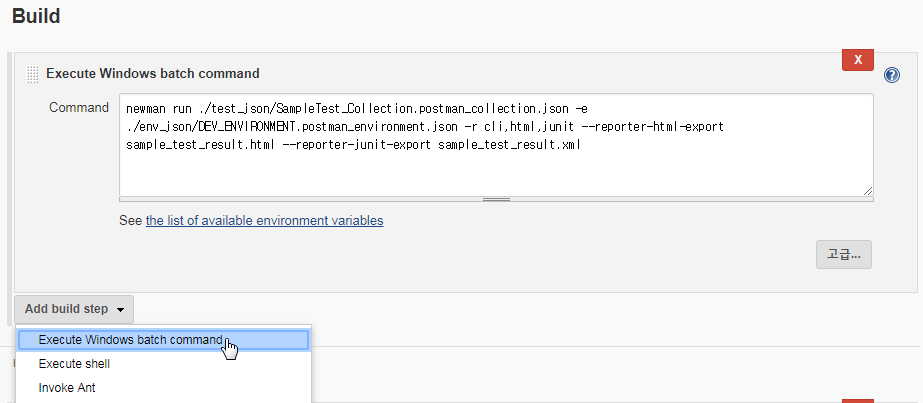 Build
X
Execute Windows batch command
Command
newman run ./test_json/SampleTest_Collection.postman_collection.json -e
./env_json/DEV_ENVIRONMENT.postman_environment.json -r cli,html,junit --reporter-html-export
sample_test_result.html --reporter-junit-export sample_test_result.xml
See the list of available environment variables
고급...
Add build step
Execute Windows batch command
Execute shell
Invoke Ant